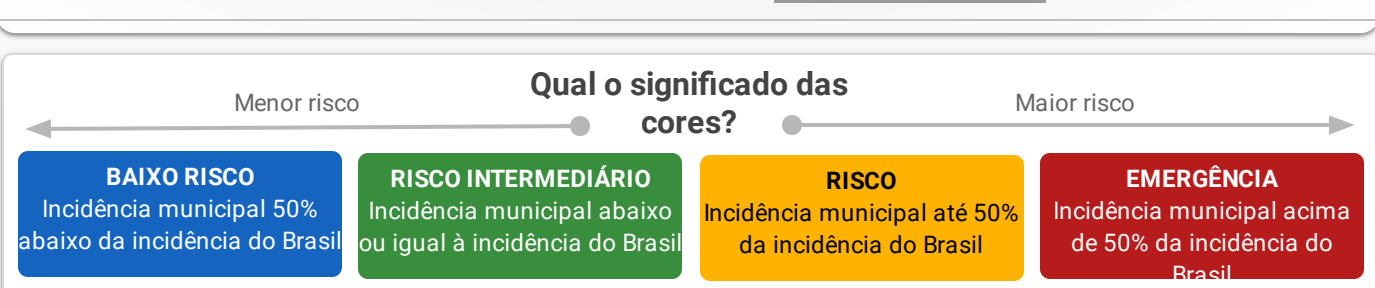 Qual o significado das
cores?
Menor risco
Maior risco
BAIXO RISCO
Incidência municipal 50%
abaixo da incidência do Brasil
RISCO INTERMEDIÁRIO
Incidência municipal abaixo
ou igual à incidência do Brasil
RISCO
Incidência municipal até 50%
da incidência do Brasil
EMERGÊNCIA
Incidência municipal acima
de 50% da incidência do
Brasil